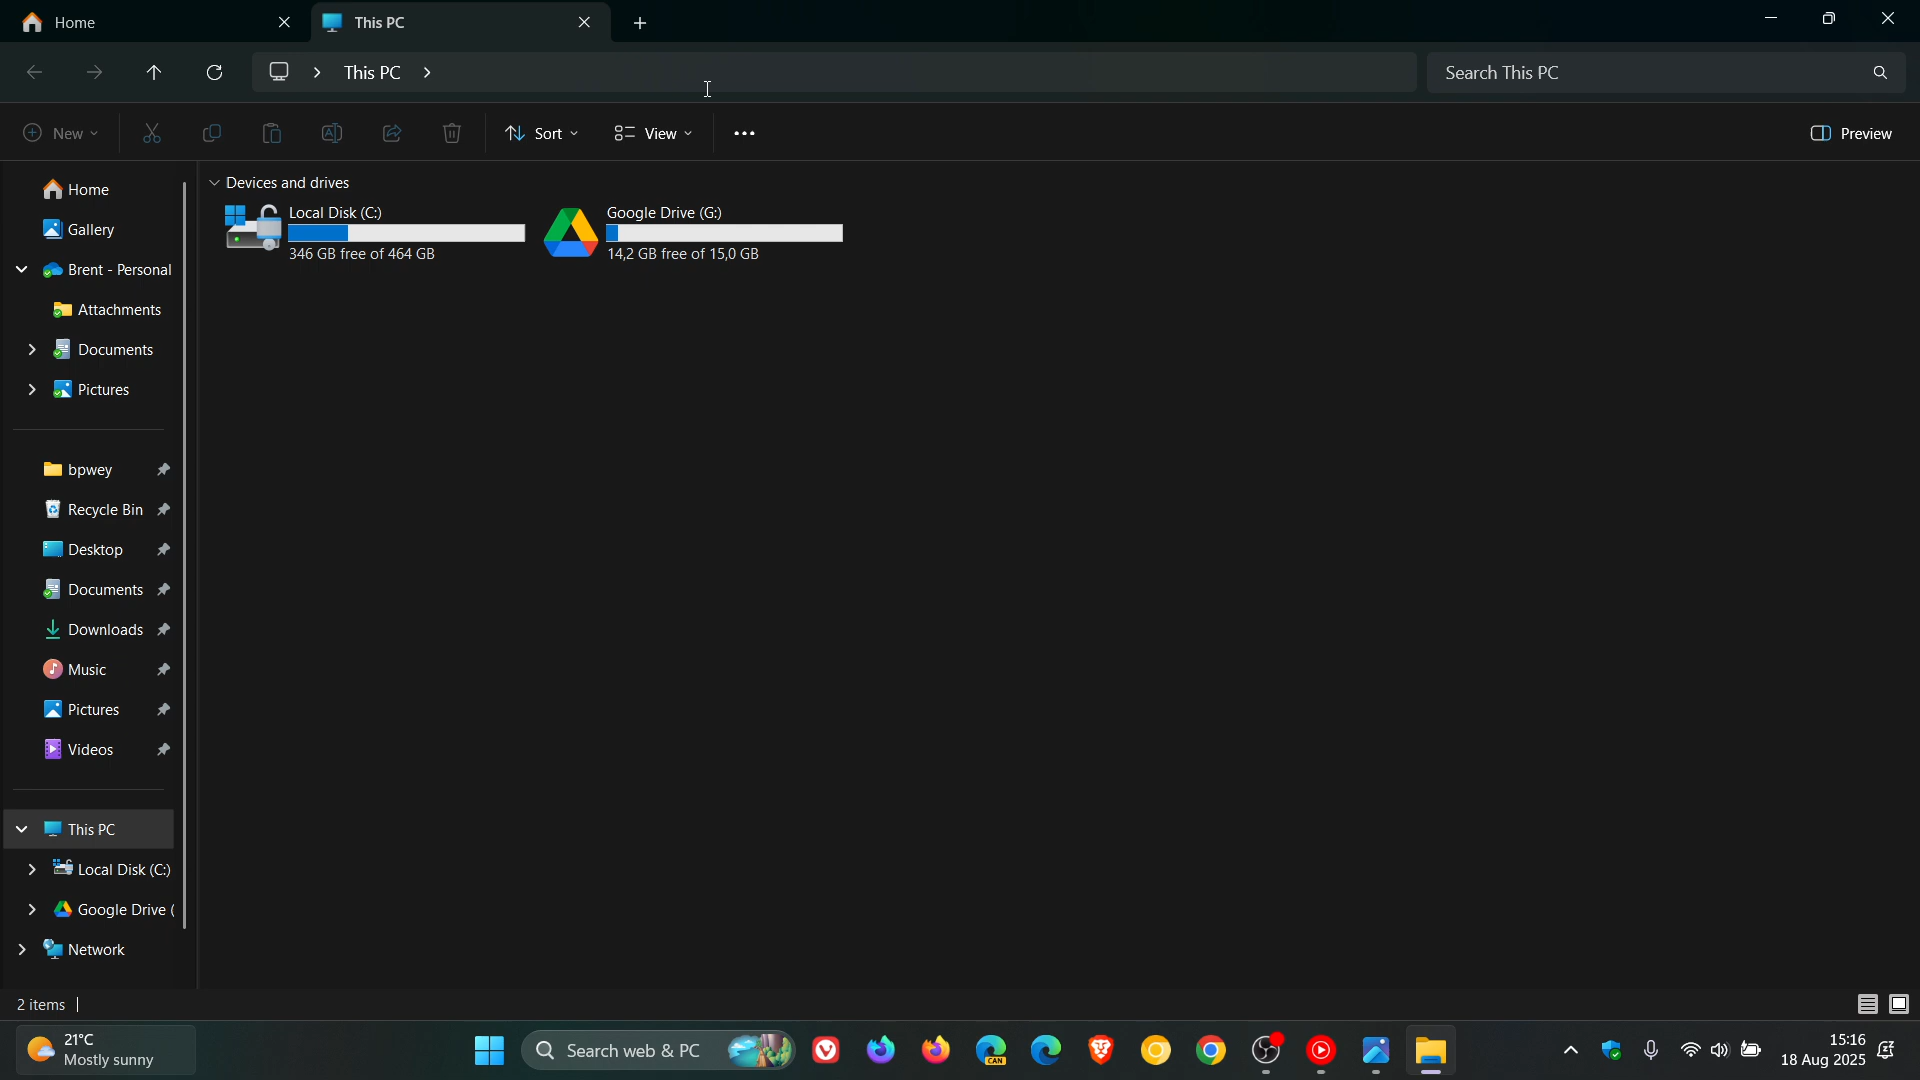 Home
This PC
This PC
Search This PC
New
Sort
View
Preview
Home
Gallery
Brent - Personal
Attachments
Documents
Pictures
bpwey
Recycle Bin
Desktop
Documents
Downloads
Music
Pictures
Videos
This PC
Local Disk (C:)
Google Drive (
Network
Devices and drives
Local Disk (C:)
346 GB free of 464 GB
Google Drive (G:)
14,2 GB free of 15,0 GB
2 items
21°C
Mostly sunny
Search web & PC
CAN
15:16
18 Aug 2025